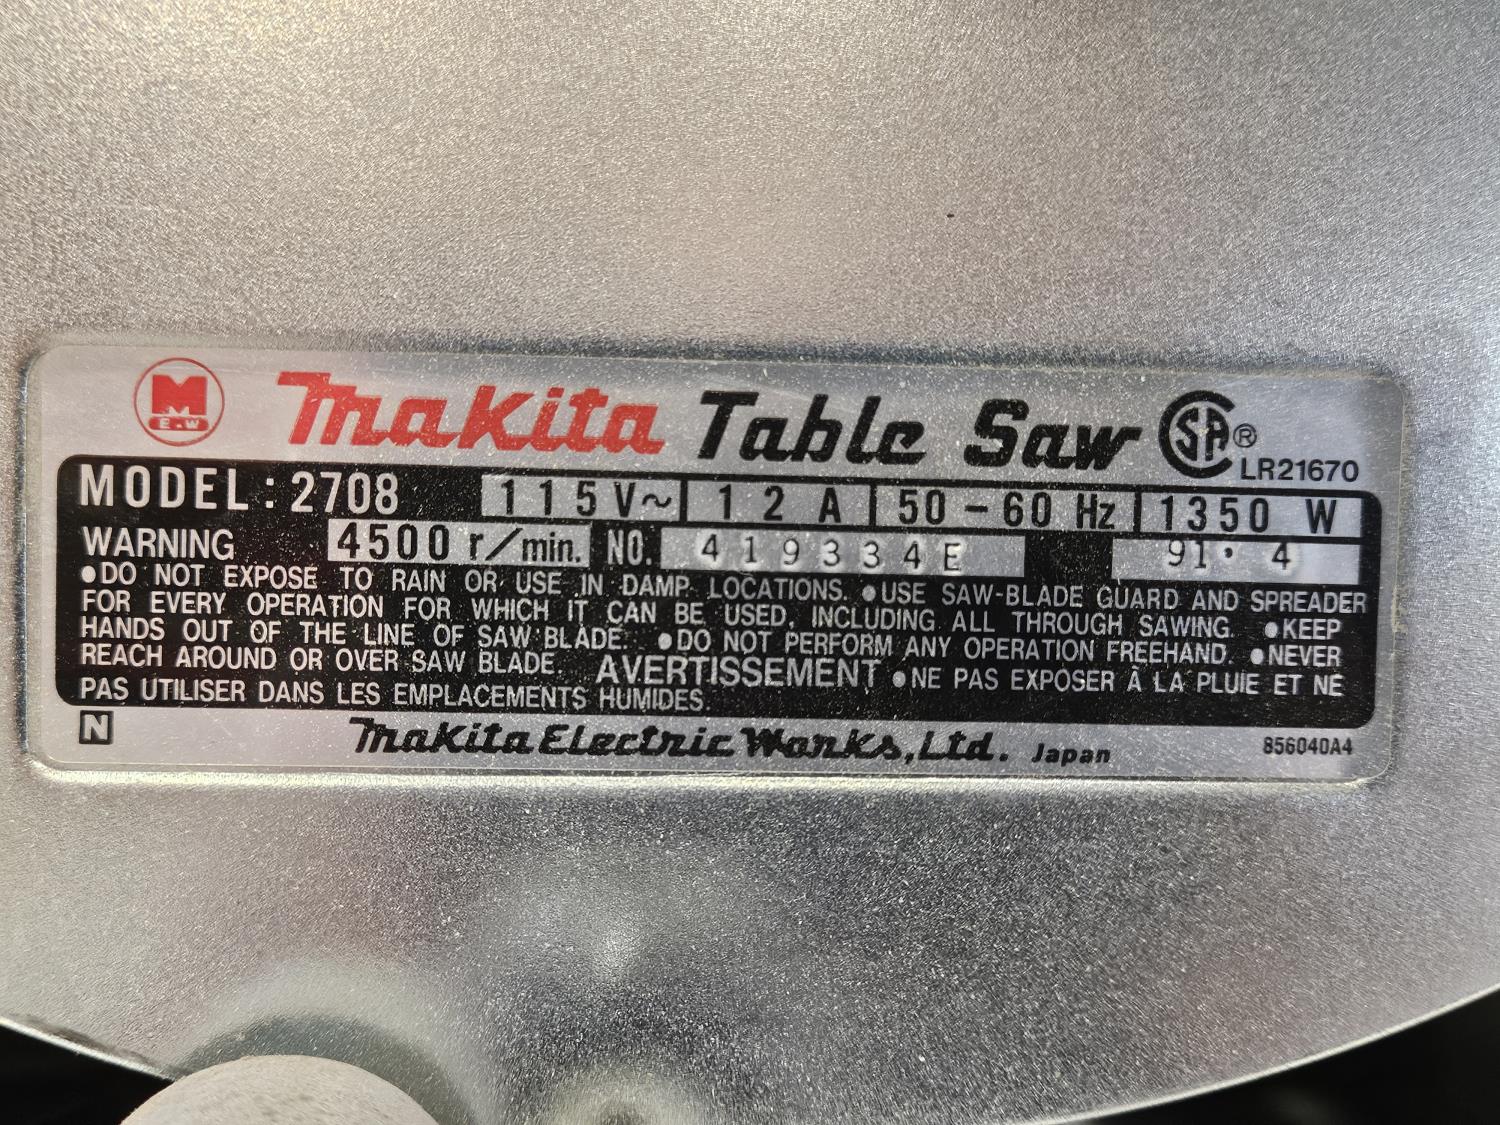 M
E.W
makita Table Saw SA ®
LR21670
MODEL: 2708 115V~ 12A 50-60 Hz 1350 W
WARNING 4500 r/min. NO. 419334E 91·4
●DO NOT EXPOSE TO RAIN OR USE IN DAMP LOCATIONS. ●USE SAW-BLADE GUARD AND SPREADER
FOR EVERY OPERATION FOR WHICH IT CAN BE USED, INCLUDING ALL THROUGH SAWING. ●KEEP
HANDS OUT OF THE LINE OF SAW BLADE. ●DO NOT PERFORM ANY OPERATION FREEHAND. ●NEVER
REACH AROUND OR OVER SAW BLADE. AVERTISSEMENT ●NE PAS EXPOSER À LA PLUIE ET NE
PAS UTILISER DANS LES EMPLACEMENTS HUMIDES.
N makita Electric Works, Ltd. Japan 856040A4